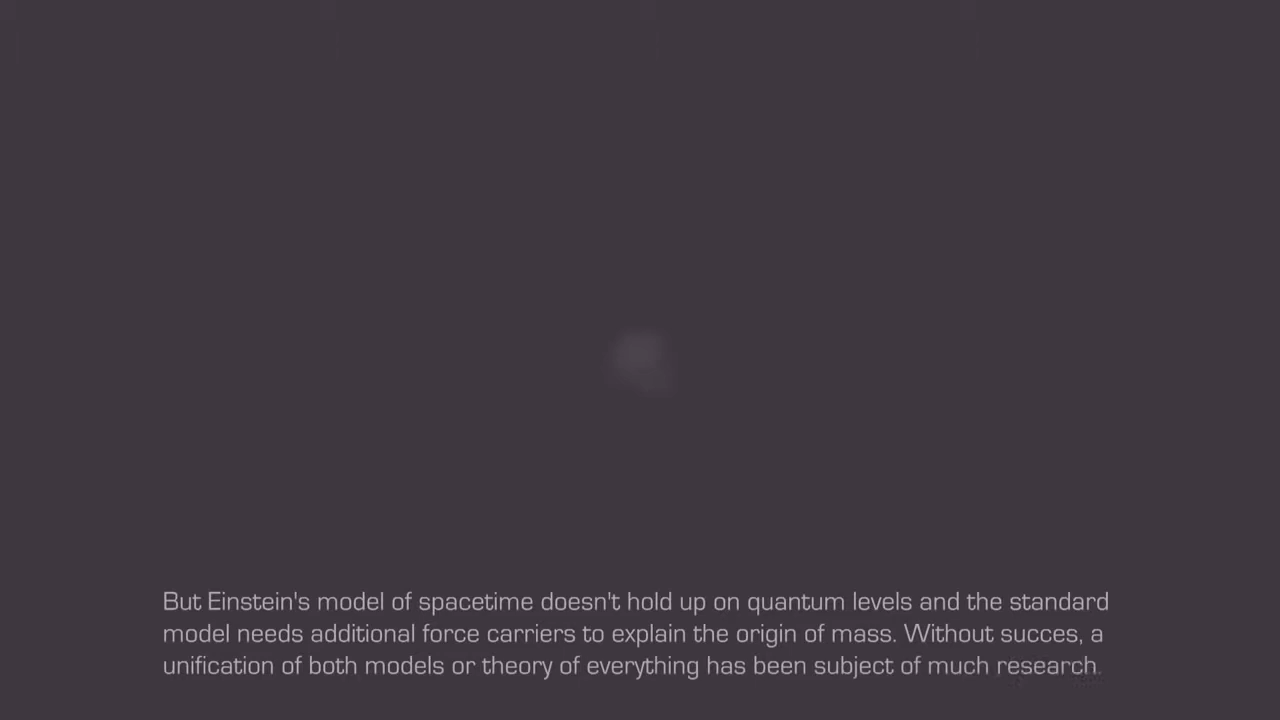 But Einstein's model of spacetime doesn't hold up on quantum levels and the standard
model needs additional force carriers to explain the origin of mass. Without succes, a
unification of both models or theory of everything has been subject of much research.